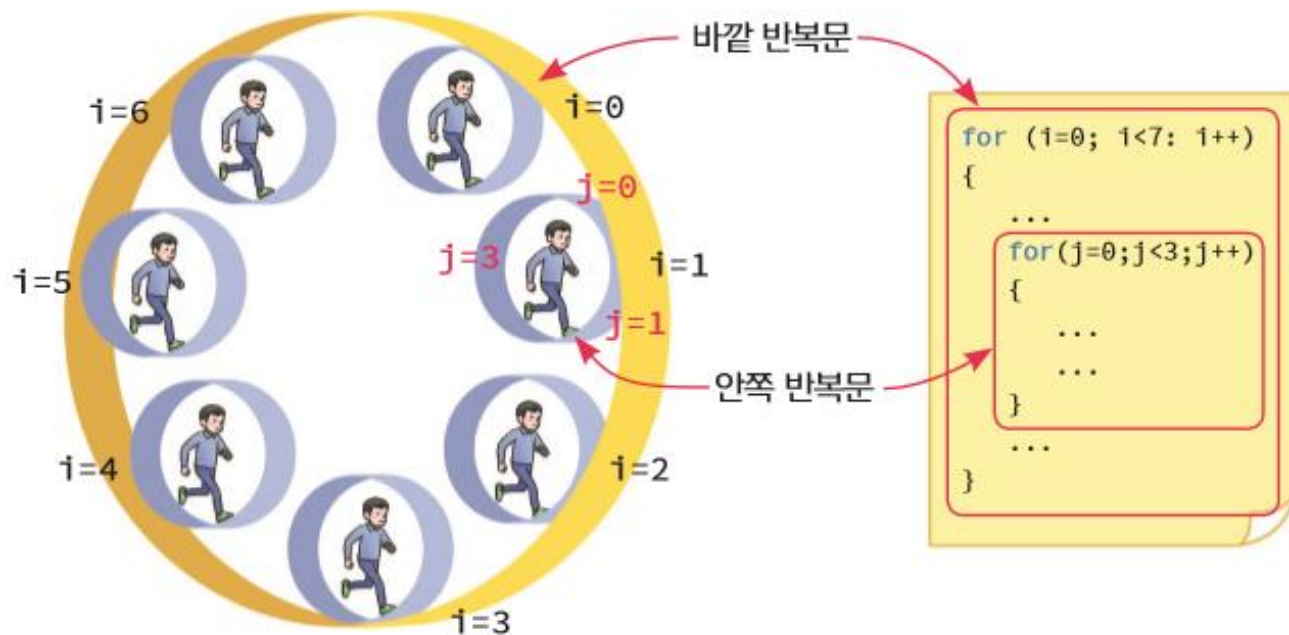 바깥 반복문
i=6
i=0
j=0
j=3
i=1
i=5
j=1
안쪽 반복문
i=4
i=2
i=3
for (i=0; i<7: i++)
{
...
for(j=0;j<3;j++)
{
...
...
}
...
}